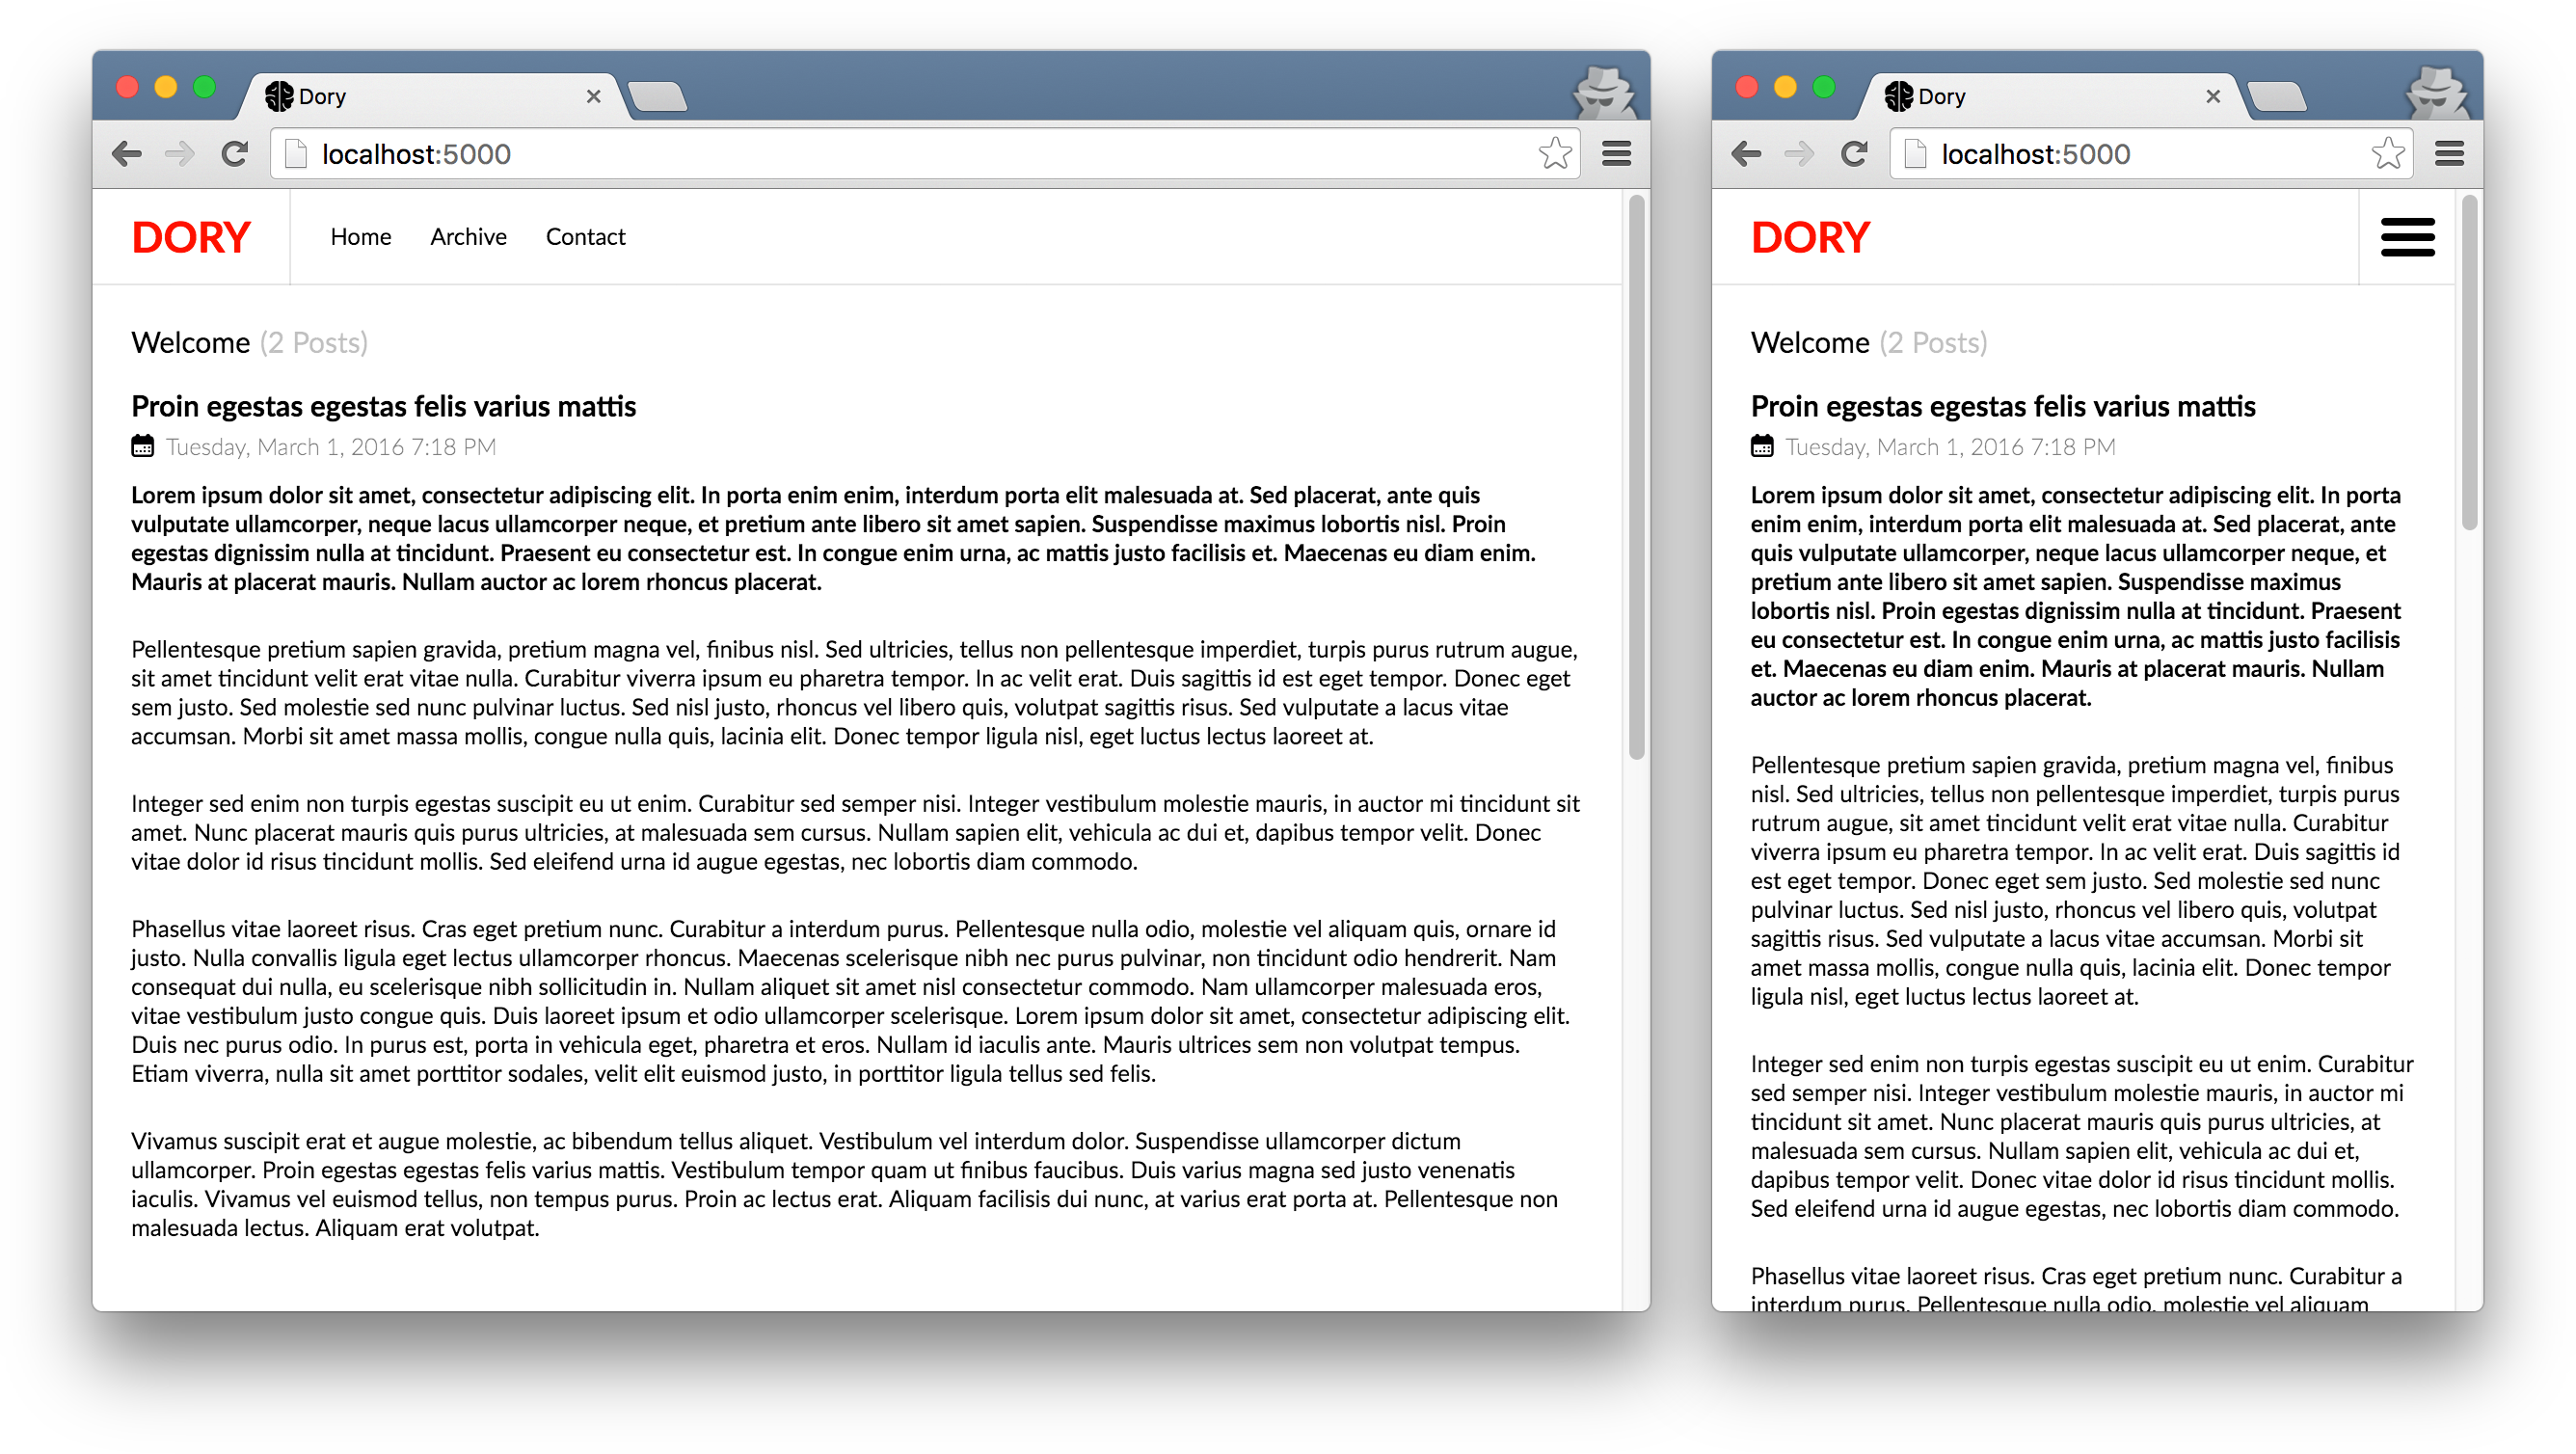 Dory
localhost:5000
DORY
Home Archive Contact
Welcome (2 Posts)
Proin egestas egestas felis varius mattis
Tuesday, March 1, 2016 7:18 PM
Lorem ipsum dolor sit amet, consectetur adipiscing elit. In porta enim enim, interdum porta elit malesuada at. Sed placerat, ante quis
vulputate ullamcorper, neque lacus ullamcorper neque, et pretium ante libero sit amet sapien. Suspendisse maximus lobortis nisl. Proin
egestas dignissim nulla at tincidunt. Praesent eu consectetur est. In congue enim urna, ac mattis justo facilisis et. Maecenas eu diam enim.
Mauris at placerat mauris. Nullam auctor ac lorem rhoncus placerat.
Pellentesque pretium sapien gravida, pretium magna vel, finibus nisl. Sed ultricies, tellus non pellentesque imperdiet, turpis purus rutrum augue,
sit amet tincidunt velit erat vitae nulla. Curabitur viverra ipsum eu pharetra tempor. In ac velit erat. Duis sagittis id est eget tempor. Donec eget
sem justo. Sed molestie sed nunc pulvinar luctus. Sed nisl justo, rhoncus vel libero quis, volutpat sagittis risus. Sed vulputate a lacus vitae
accumsan. Morbi sit amet massa mollis, congue nulla quis, lacinia elit. Donec tempor ligula nisl, eget luctus lectus laoreet at.
Integer sed enim non turpis egestas suscipit eu ut enim. Curabitur sed semper nisi. Integer vestibulum molestie mauris, in auctor mi tincidunt sit
amet. Nunc placerat mauris quis purus ultricies, at malesuada sem cursus. Nullam sapien elit, vehicula ac dui et, dapibus tempor velit. Donec
vitae dolor id risus tincidunt mollis. Sed eleifend urna id augue egestas, nec lobortis diam commodo.
Phasellus vitae laoreet risus. Cras eget pretium nunc. Curabitur a interdum purus. Pellentesque nulla odio, molestie vel aliquam quis, ornare id
justo. Nulla convallis ligula eget lectus ullamcorper rhoncus. Maecenas scelerisque nibh nec purus pulvinar, non tincidunt odio hendrerit. Nam
consequat dui nulla, eu scelerisque nibh sollicitudin in. Nullam aliquet sit amet nisl consectetur commodo. Nam ullamcorper malesuada eros,
vitae vestibulum justo congue quis. Duis laoreet ipsum et odio ullamcorper scelerisque. Lorem ipsum dolor sit amet, consectetur adipiscing elit.
Duis nec purus odio. In purus est, porta in vehicula eget, pharetra et eros. Nullam id iaculis ante. Mauris ultrices sem non volutpat tempus.
Etiam viverra, nulla sit amet porttitor sodales, velit elit euismod justo, in porttitor ligula tellus sed felis.
Vivamus suscipit erat et augue molestie, ac bibendum tellus aliquet. Vestibulum vel interdum dolor. Suspendisse ullamcorper dictum
ullamcorper. Proin egestas egestas felis varius mattis. Vestibulum tempor quam ut finibus faucibus. Duis varius magna sed justo venenatis
iaculis. Vivamus vel euismod tellus, non tempus purus. Proin ac lectus erat. Aliquam facilisis dui nunc, at varius erat porta at. Pellentesque non
malesuada lectus. Aliquam erat volutpat.
Dory
localhost:5000
DORY
Welcome (2 Posts)
Proin egestas egestas felis varius mattis
Tuesday, March 1, 2016 7:18 PM
Lorem ipsum dolor sit amet, consectetur adipiscing elit. In porta
enim enim, interdum porta elit malesuada at. Sed placerat, ante
quis vulputate ullamcorper, neque lacus ullamcorper neque, et
pretium ante libero sit amet sapien. Suspendisse maximus
lobortis nisl. Proin egestas dignissim nulla at tincidunt. Praesent
eu consectetur est. In congue enim urna, ac mattis justo facilisis
et. Maecenas eu diam enim. Mauris at placerat mauris. Nullam
auctor ac lorem rhoncus placerat.
Pellentesque pretium sapien gravida, pretium magna vel, finibus
nisl. Sed ultricies, tellus non pellentesque imperdiet, turpis purus
rutrum augue, sit amet tincidunt velit erat vitae nulla. Curabitur
viverra ipsum eu pharetra tempor. In ac velit erat. Duis sagittis id
est eget tempor. Donec eget sem justo. Sed molestie sed nunc
pulvinar luctus. Sed nisl justo, rhoncus vel libero quis, volutpat
sagittis risus. Sed vulputate a lacus vitae accumsan. Morbi sit
amet massa mollis, congue nulla quis, lacinia elit. Donec tempor
ligula nisl, eget luctus lectus laoreet at.
Integer sed enim non turpis egestas suscipit eu ut enim. Curabitur
sed semper nisi. Integer vestibulum molestie mauris, in auctor mi
tincidunt sit amet. Nunc placerat mauris quis purus ultricies, at
malesuada sem cursus. Nullam sapien elit, vehicula ac dui et,
dapibus tempor velit. Donec vitae dolor id risus tincidunt mollis.
Sed eleifend urna id augue egestas, nec lobortis diam commodo.
Phasellus vitae laoreet risus. Cras eget pretium nunc. Curabitur a
interdum purus. Pellentesque nulla odio, molestie vel aliquam